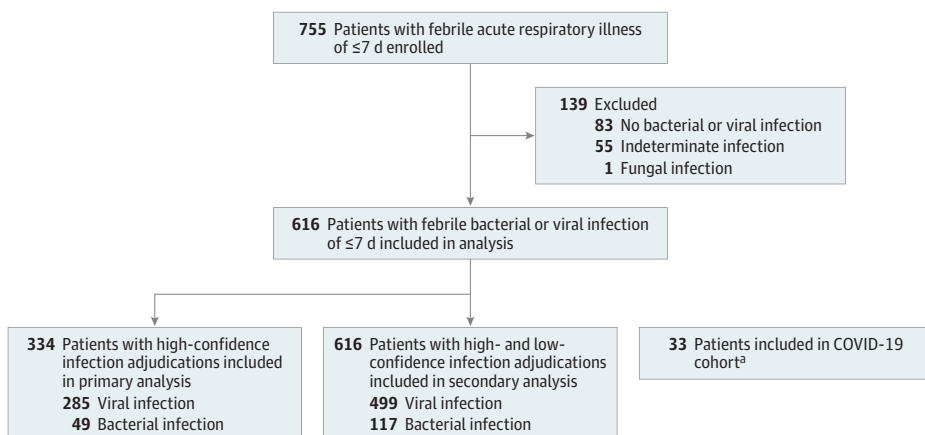 755 Patients with febrile acute respiratory illness
of ≤7 d enrolled
139 Excluded
83 No bacterial or viral infection
55 Indeterminate infection
1 Fungal infection
616 Patients with febrile bacterial or viral infection
of ≤7 d included in analysis
334 Patients with high-confidence
infection adjudications included
in primary analysis
285 Viral infection
49 Bacterial infection
616 Patients with high- and low-
confidence infection adjudications
included in secondary analysis
499 Viral infection
117 Bacterial infection
33 Patients included in COVID-19
cohortᵃ